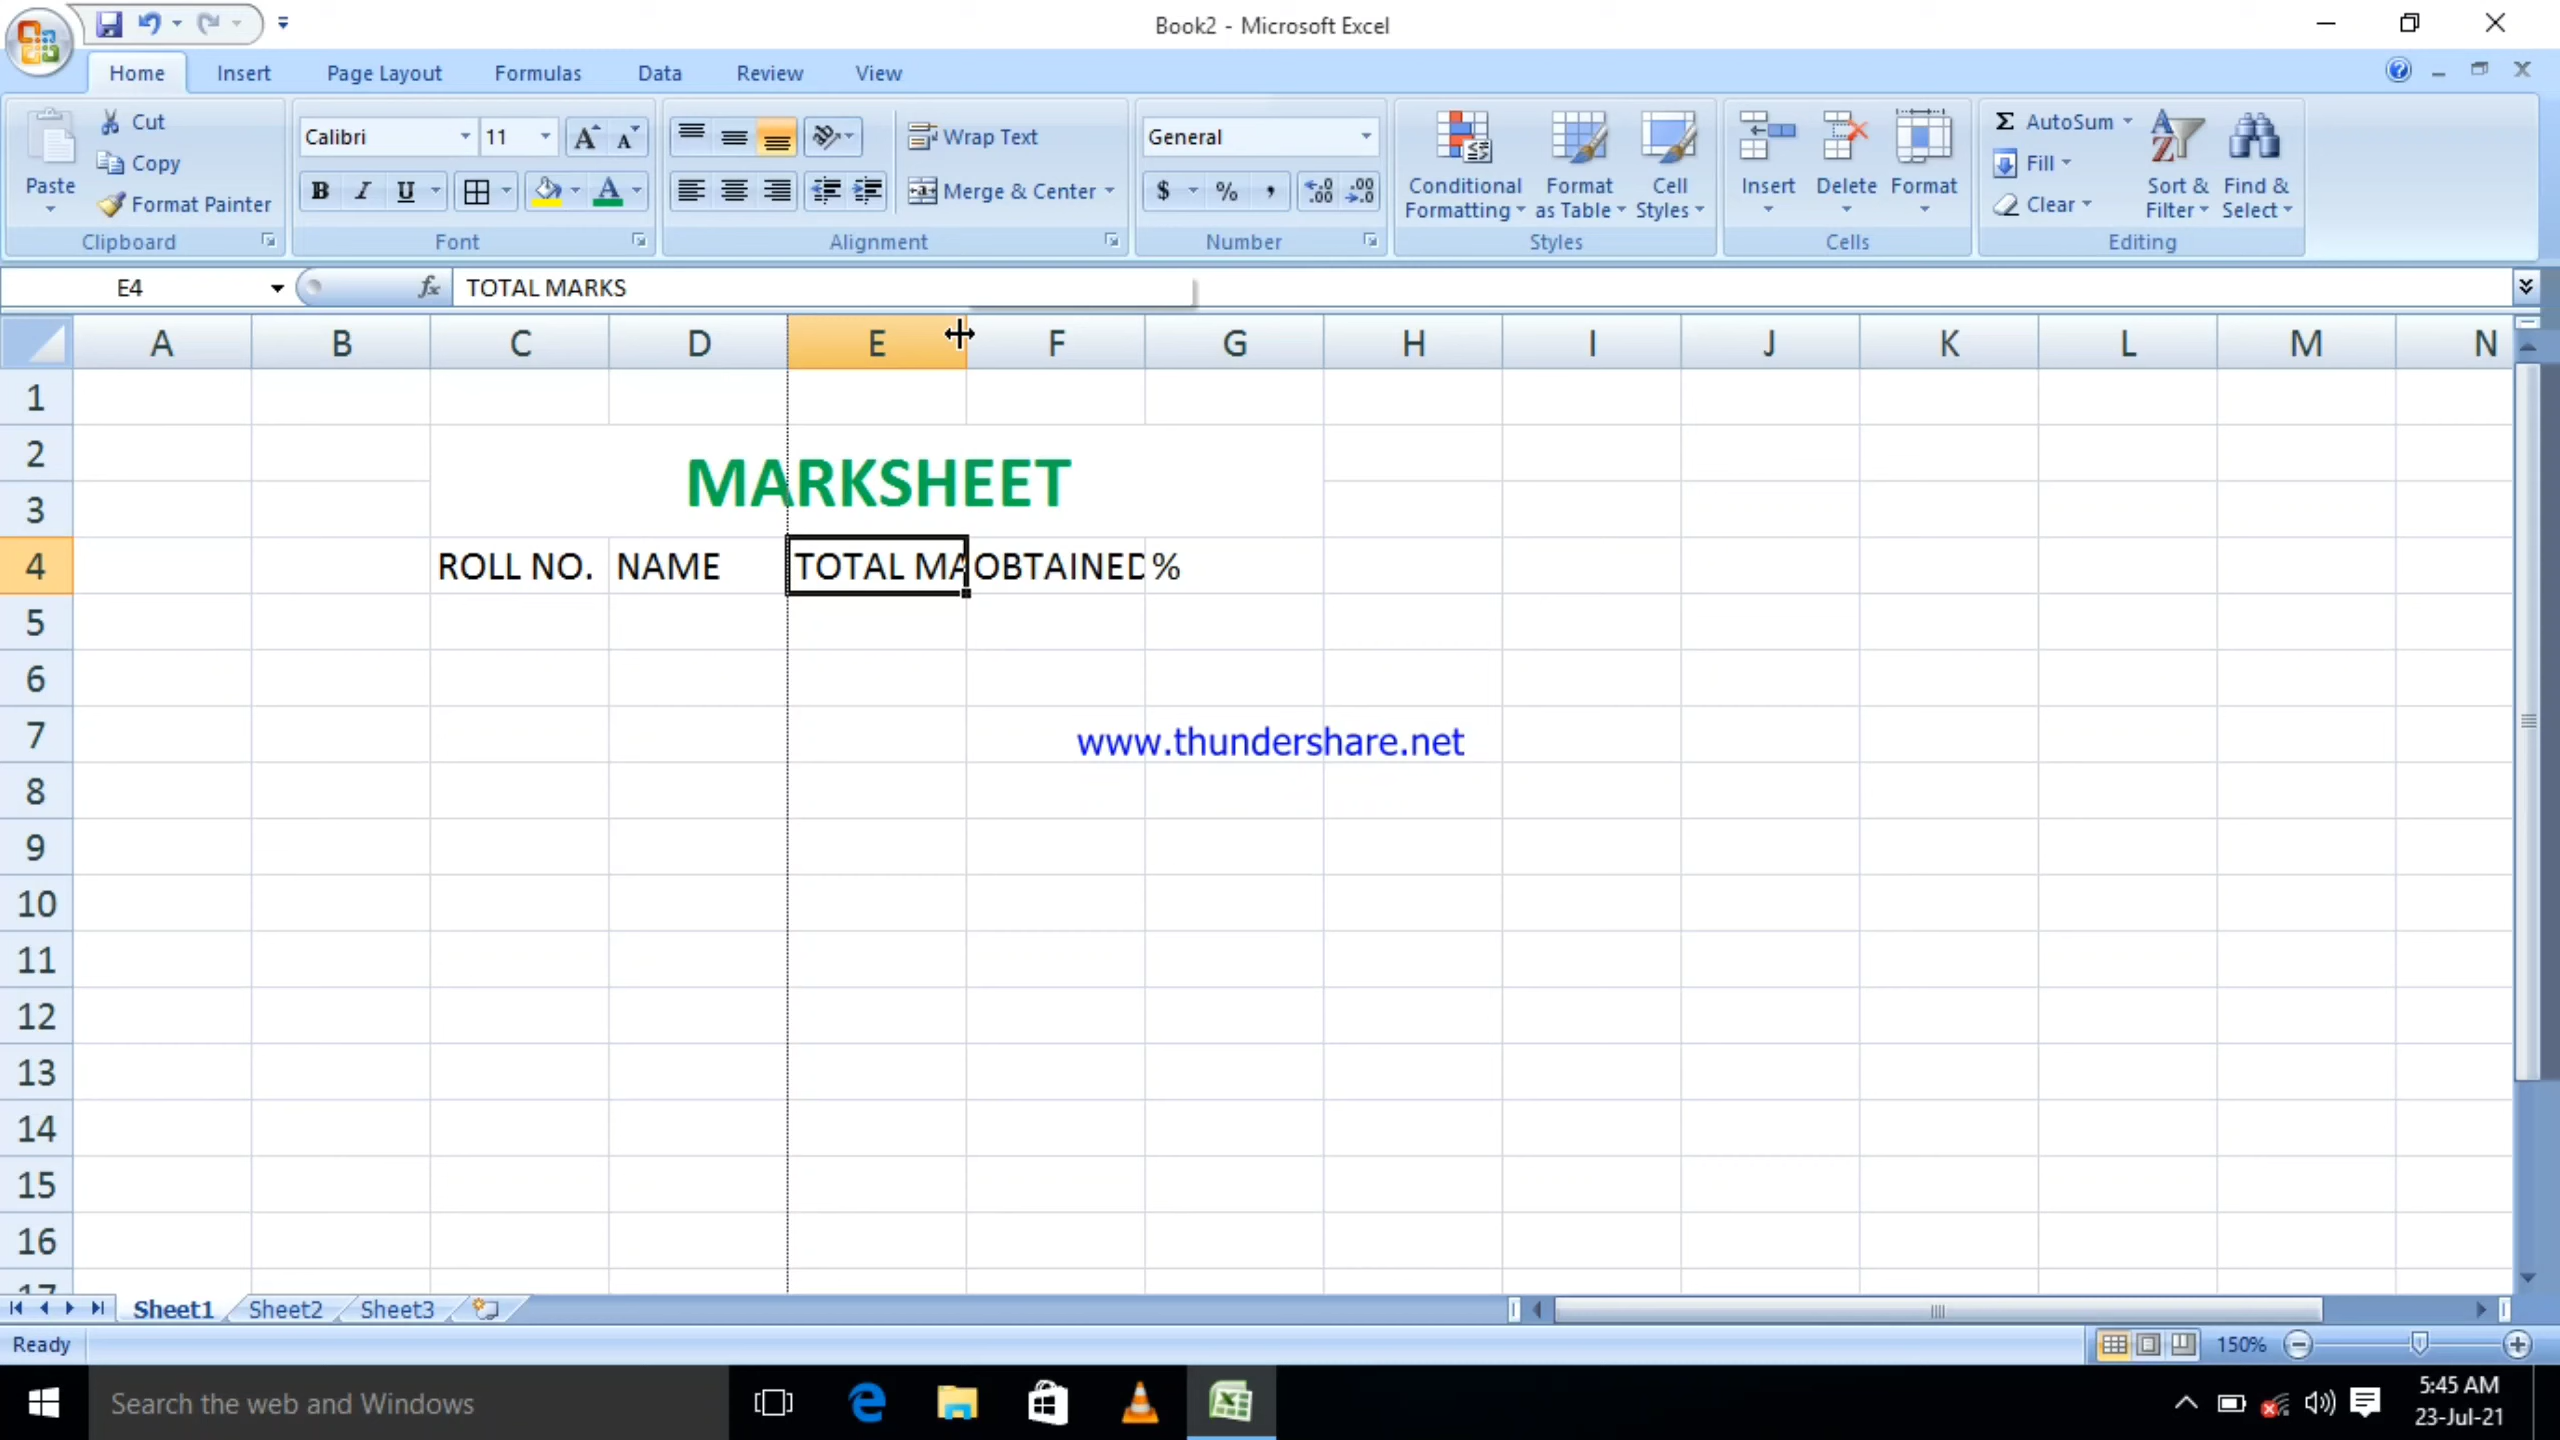 Book2 - Microsoft Excel
Home Insert Page Layout Formulas Data Review View
Paste
Cut
Copy
Format Painter
Clipboard
Calibri 11
B I U
Font
Wrap Text
Merge & Center
Alignment
General
$ % ,
Number
Conditional Formatting
Format as Table
Cell Styles
Styles
Insert Delete Format
Cells
Σ AutoSum
Fill
Clear
Sort & Filter
Find & Select
Editing
E4 fx TOTAL MARKS
A B C D E F G H I J K L M N
1
2
MARKSHEET
3
4 ROLL NO. NAME TOTAL MA OBTAINED %
5
6
7
www.thundershare.net
8
9
10
11
12
13
14
15
16
17
Sheet1 Sheet2 Sheet3
Ready 150%
Search the web and Windows
5:45 AM
23-Jul-21